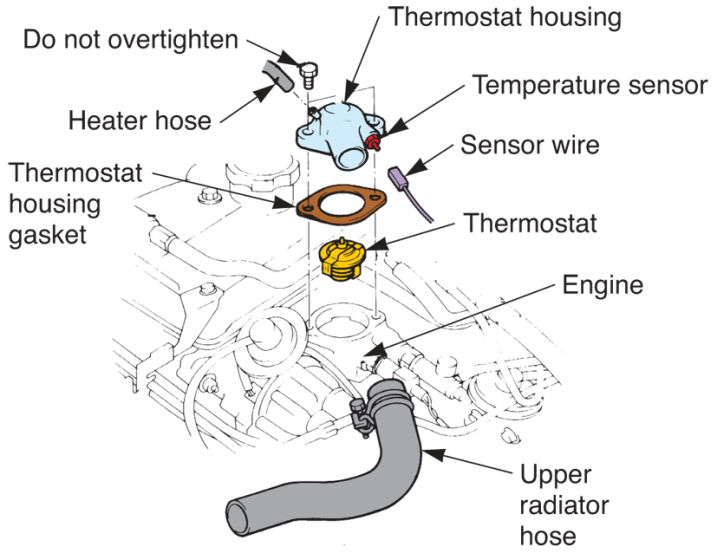 Thermostat housing
Do not overtighten
Temperature sensor
Heater hose
Sensor wire
Thermostat
housing
gasket
Thermostat
Engine
Upper
radiator
hose